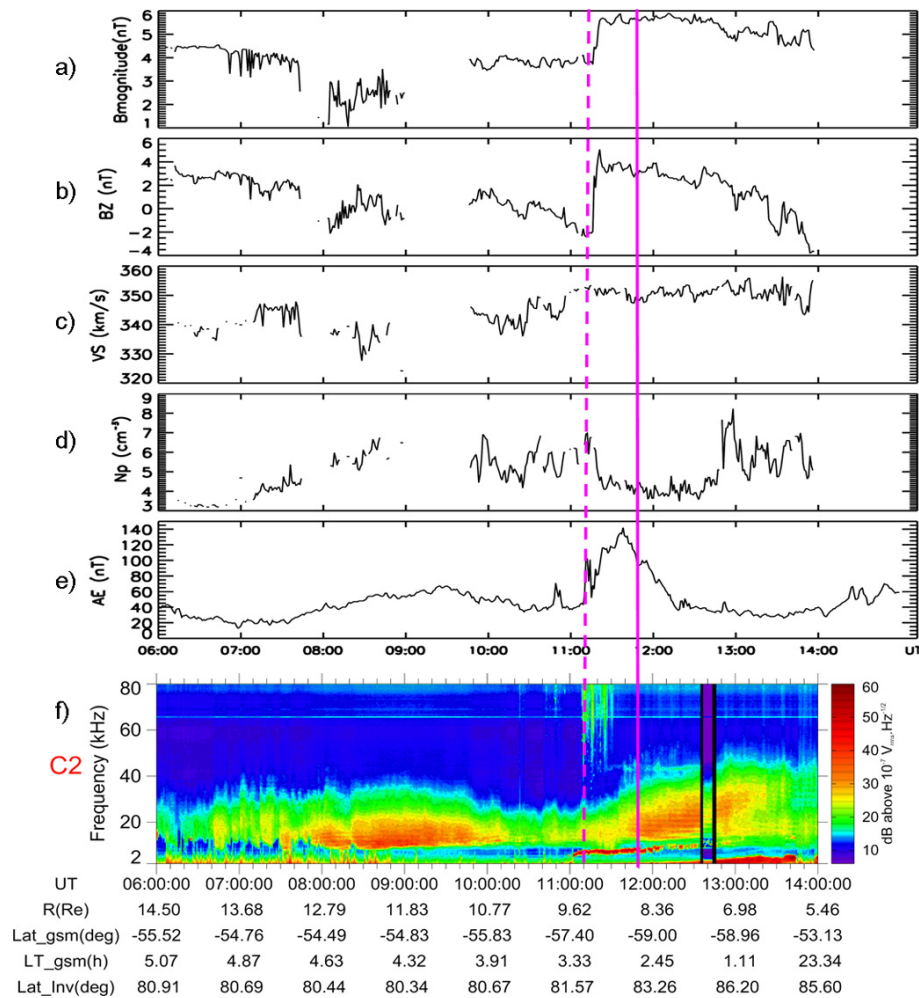 a)
Bmagnitude(nT)
6
5
4
3
2
1
b)
BZ (nT)
6
4
2
0
−2
−4
c)
VS (km/s)
360
350
340
330
320
d)
Np (cm⁻³)
9
8
7
6
5
4
3
e)
AE (nT)
140
120
100
80
60
40
20
0
06:00 07:00 08:00 09:00 10:00 11:00 12:00 13:00 14:00 UT
f)
C2
Frequency (kHz)
80
60
40
20
2
60
50
40
30
20
10
dB above 10⁻⁷ Vrms.Hz⁻¹/²
UT 06:00:00 07:00:00 08:00:00 09:00:00 10:00:00 11:00:00 12:00:00 13:00:00 14:00:00
R(Re) 14.50 13.68 12.79 11.83 10.77 9.62 8.36 6.98 5.46
Lat_gsm(deg) -55.52 -54.76 -54.49 -54.83 -55.83 -57.40 -59.00 -58.96 -53.13
LT_gsm(h) 5.07 4.87 4.63 4.32 3.91 3.33 2.45 1.11 23.34
Lat_Inv(deg) 80.91 80.69 80.44 80.34 80.67 81.57 83.26 86.20 85.60